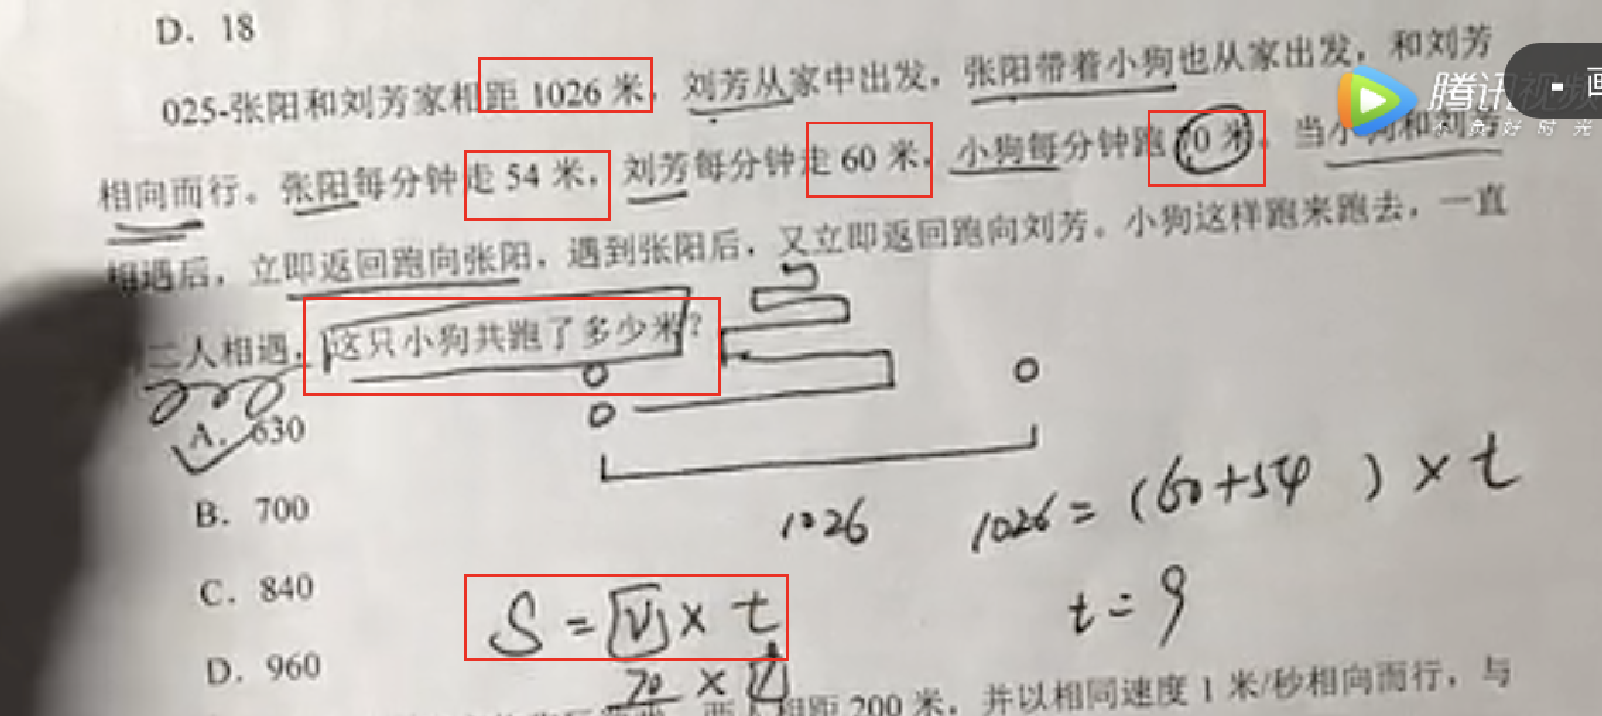 D. 18
025-张阳和刘芳家相距 1026 米，刘芳从家中出发，张阳带着小狗也从家出发，和刘芳
腾讯视频
不负好时光
相向而行。张阳每分钟走 54 米，刘芳每分钟走 60 米，小狗每分钟跑 70 米。当小狗和刘芳
相遇后，立即返回跑向张阳，遇到张阳后，又立即返回跑向刘芳。小狗这样跑来跑去，一直
二人相遇，这只小狗共跑了多少米？
A. 630
B. 700
1026
1026=(60+54)×t
C. 840
S=V×t
t=9
D. 960
70×
两人相距 200 米，并以相同速度 1 米/秒相向而行，与